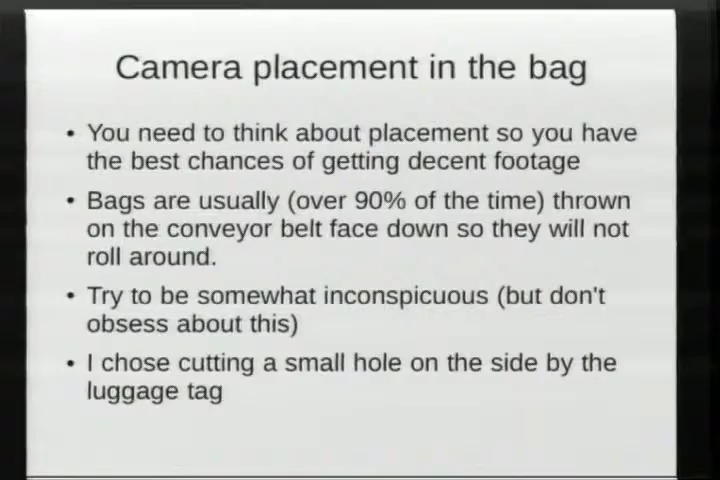 Camera placement in the bag
• You need to think about placement so you have
the best chances of getting decent footage
• Bags are usually (over 90% of the time) thrown
on the conveyor belt face down so they will not
roll around.
• Try to be somewhat inconspicuous (but don't
obsess about this)
• I chose cutting a small hole on the side by the
luggage tag